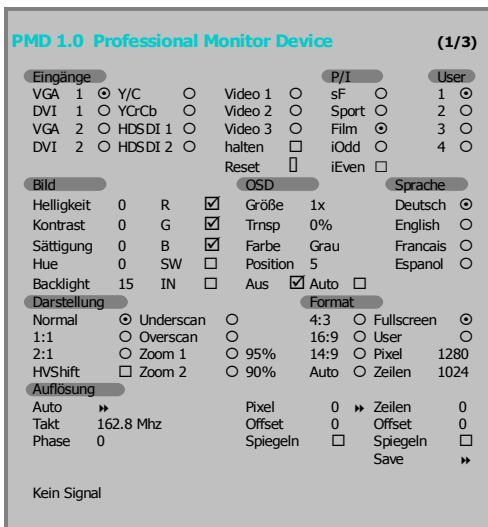 PMD 1.0 Professional Monitor Device (1/3)
Eingänge P/I User
VGA 1 Y/C Video 1 sF 1
DVI 1 YCrCb Video 2 Sport 2
VGA 2 HDSDI 1 Video 3 Film 3
DVI 2 HDSDI 2 halten iOdd 4
Reset iEven
Bild OSD Sprache
Helligkeit 0 R Größe 1x Deutsch
Kontrast 0 G Trnsp 0% English
Sättigung 0 B Farbe Grau Francais
Hue 0 SW Position 5 Espanol
Backlight 15 IN Aus Auto
Darstellung Format
Normal Underscan 4:3 Fullscreen
1:1 Overscan 16:9 User
2:1 Zoom 1 95% 14:9 Pixel 1280
HVShift Zoom 2 90% Auto Zeilen 1024
Auflösung
Auto Pixel 0 Zeilen 0
Takt 162.8 Mhz Offset 0 Offset 0
Phase 0 Spiegeln Spiegeln
Save
Kein Signal